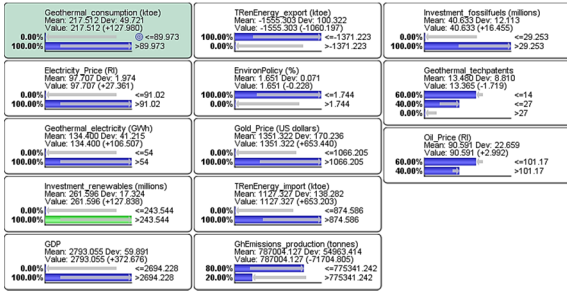 Geothermal_consumption (ktoe)
Mean: 217.512 Dev: 49.721
Value: 217.512 (+127.980)
0.00% <=89.973
100.00% >89.973
Electricity_Price (RI)
Mean: 97.707 Dev: 1.974
Value: 97.707 (+27.361)
0.00% <=91.02
100.00% >91.02
Geothermal_electricity (GWh)
Mean: 134.400 Dev: 41.215
Value: 134.400 (+106.507)
0.00% <=54
100.00% >54
Investment_renewables (millions)
Mean: 261.596 Dev: 17.324
Value: 261.596 (+127.838)
0.00% <=243.544
100.00% >243.544
GDP
Mean: 2793.055 Dev: 59.891
Value: 2793.055 (+372.676)
0.00% <=2694.228
100.00% >2694.228
TRenEnergy_export (ktoe)
Mean: -1555.303 Dev: 100.322
Value: -1555.303 (-1060.197)
100.00% <=-1371.223
0.00% >-1371.223
EnvironPolicy (%)
Mean: 1.651 Dev: 0.071
Value: 1.651 (-0.228)
100.00% <=1.744
0.00% >1.744
Gold_Price (US dollars)
Mean: 1351.322 Dev: 170.236
Value: 1351.322 (+653.440)
0.00% <=1066.205
100.00% >1066.205
TRenEnergy_import (ktoe)
Mean: 1127.327 Dev: 138.282
Value: 1127.327 (+653.203)
0.00% <=874.586
100.00% >874.586
GhEmissions_production (tonnes)
Mean: 787004.127 Dev: 54963.414
Value: 787004.127 (-71704.805)
80.00% <=775341.242
20.00% >775341.242
Investment_fossilfuels (millions)
Mean: 40.633 Dev: 12.113
Value: 40.633 (+16.455)
0.00% <=29.253
100.00% >29.253
Geothermal_techpatents
Mean: 13.480 Dev: 8.810
Value: 13.365 (-1.719)
60.00% <=14
40.00% <=27
0.00% >27
Oil_Price (RI)
Mean: 90.591 Dev: 22.659
Value: 90.591 (+2.992)
60.00% <=101.17
40.00% >101.17